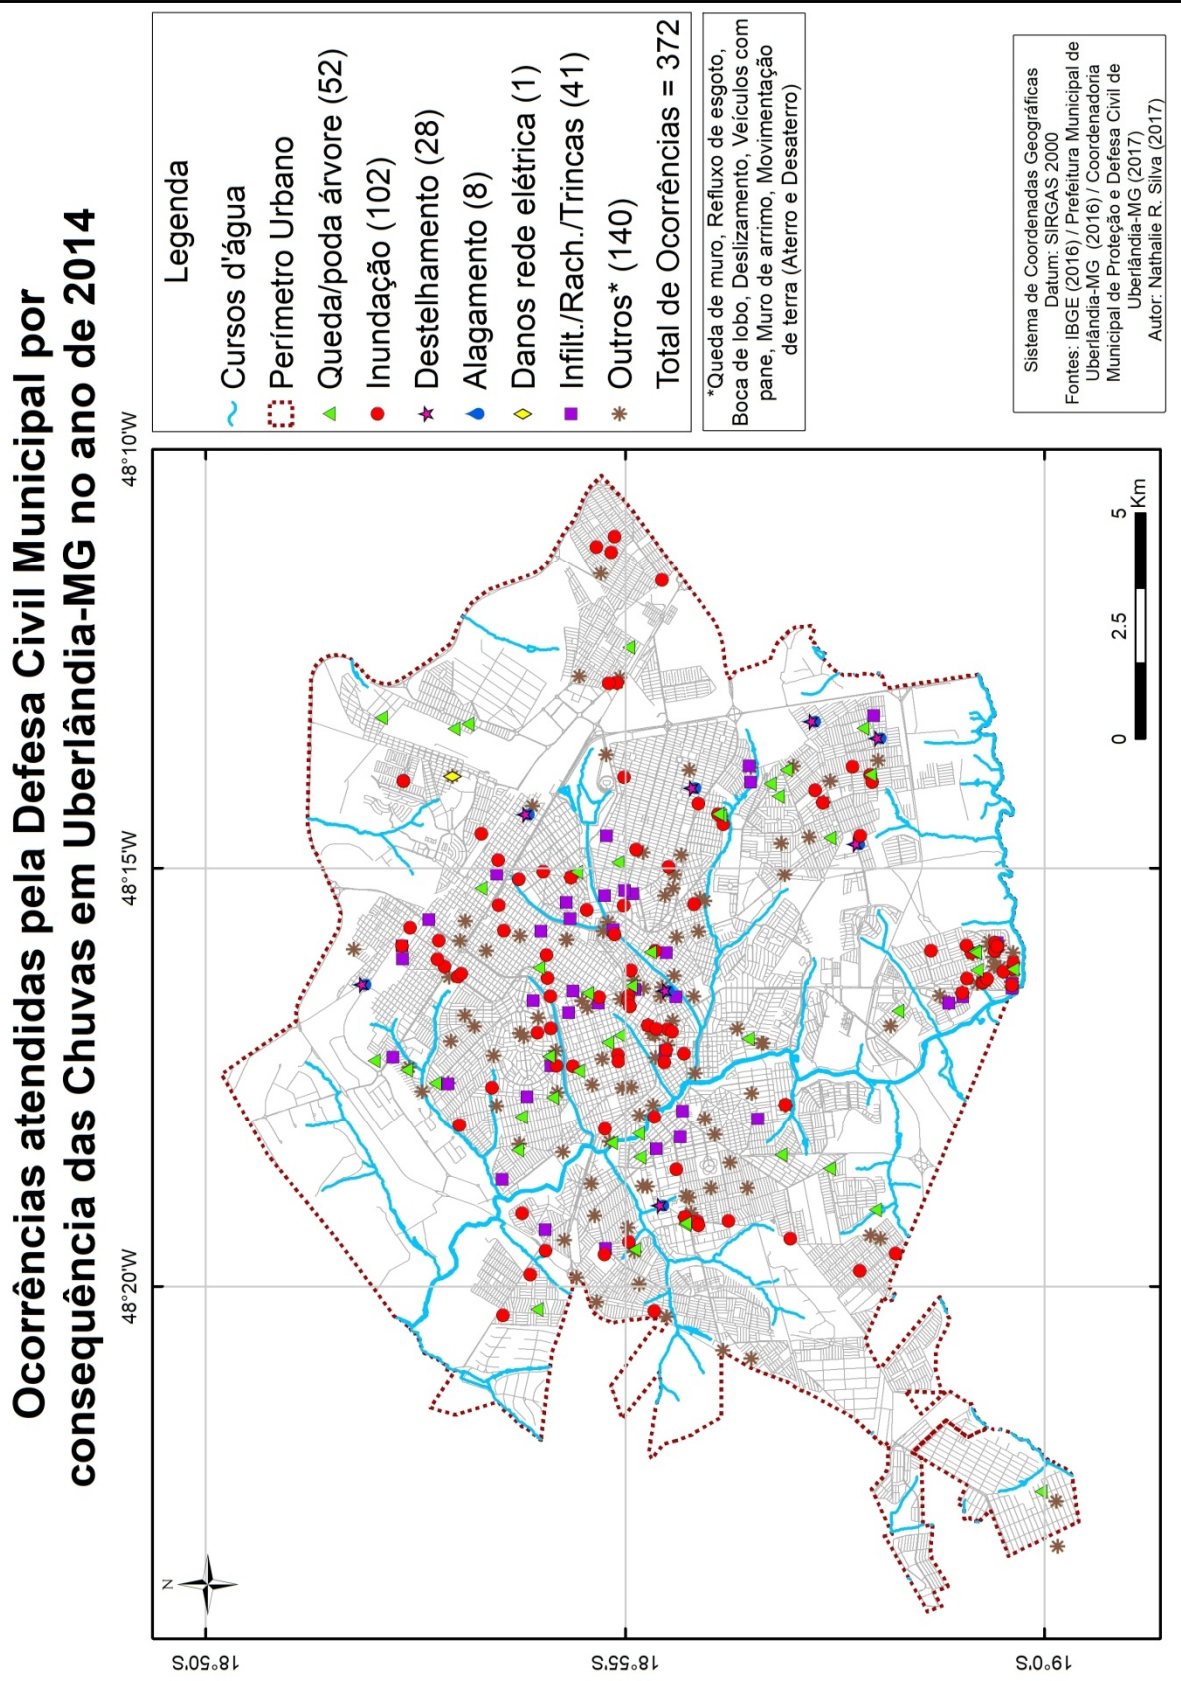 Ocorrências atendidas pela Defesa Civil Municipal por
consequência das Chuvas em Uberlândia-MG no ano de 2014
48°20'W
48°15'W
48°10'W
18°50'0"S
18°55'S
19°0'S
N
Legenda
Cursos d'água
Perímetro Urbano
Queda/poda árvore (52)
Inundação (102)
Destelhamento (28)
Alagamento (8)
Danos rede elétrica (1)
Infilt./Rach./Trincas (41)
Outros* (140)
Total de Ocorrências = 372
*Queda de muro, Refluxo de esgoto,
Boca de lobo, Deslizamento, Veículos com
pane, Muro de arrimo, Movimentação
de terra (Aterro e Desaterro)
0 2.5 5
Km
Sistema de Coordenadas Geográficas
Datum: SIRGAS 2000
Fontes: IBGE (2016) / Prefeitura Municipal de
Uberlândia-MG (2016) / Coordenadoria
Municipal de Proteção e Defesa Civil de
Uberlândia-MG (2017)
Autor: Nathalie R. Silva (2017)